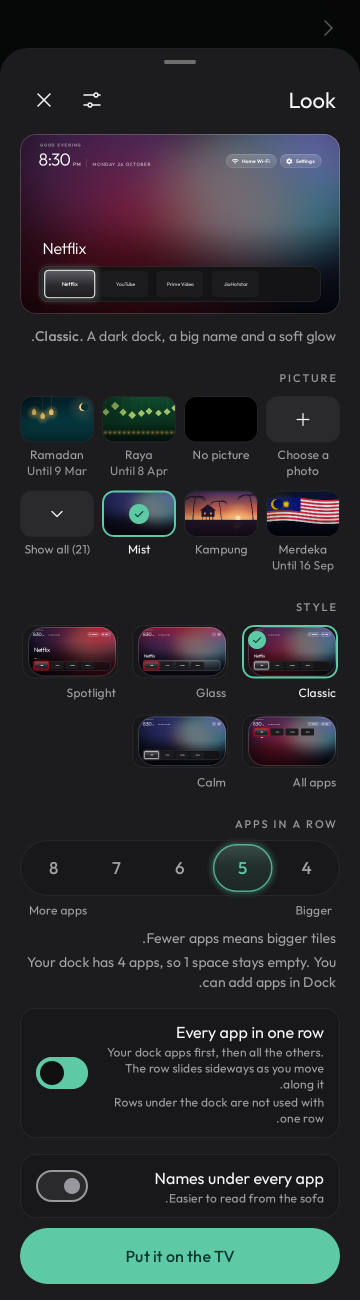 Look
GOOD EVENING
8:30 PM MONDAY 26 OCTOBER
Home Wi-Fi
Settings
Netflix
Netflix
YouTube
Prime Video
JioHotstar
.Classic. A dark dock, a big name and a soft glow
PICTURE
Choose a photo
No picture
Raya
Until 8 Apr
Ramadan
Until 9 Mar
Merdeka
Until 16 Sep
Kampung
Mist
Show all (21)
STYLE
Classic
Glass
Spotlight
All apps
Calm
APPS IN A ROW
8 7 6 5 4
More apps
Bigger
.Fewer apps means bigger tiles
Your dock has 4 apps, so 1 space stays empty. You
.can add apps in Dock
Every app in one row
Your dock apps first, then all the others.
The row slides sideways as you move
.along it
Rows under the dock are not used with
.one row
Names under every app
.Easier to read from the sofa
Put it on the TV